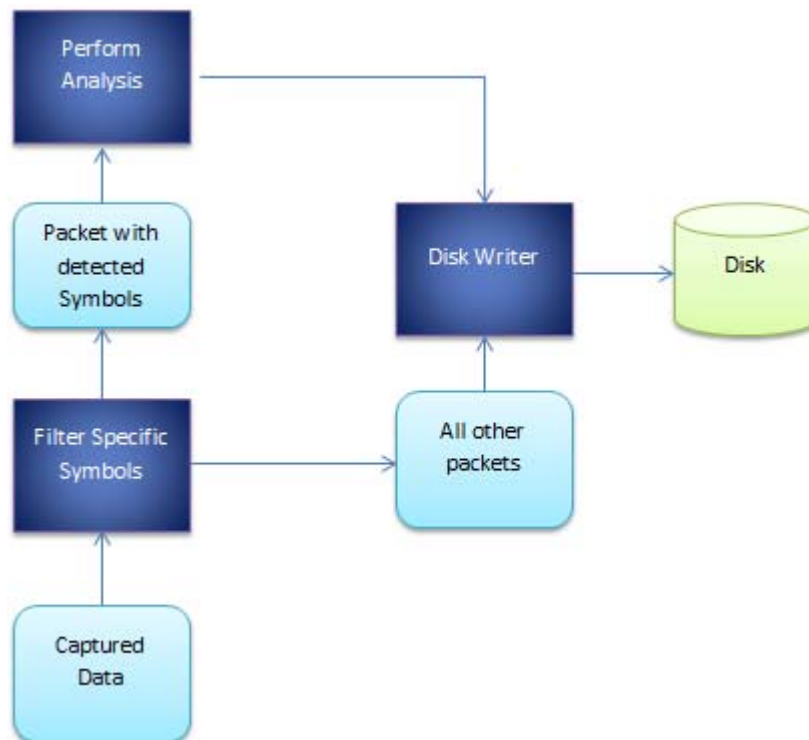 Perform
Analysis
Packet with
detected
Symbols
Disk Writer
Disk
Filter Specific
Symbols
All other
packets
Captured
Data